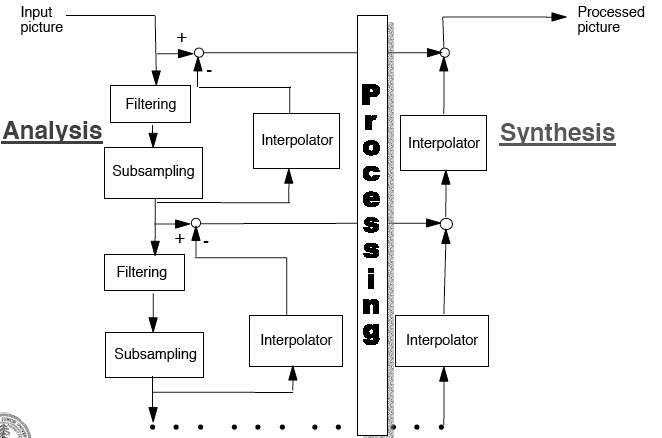 Input
picture
Processed
picture
+
-
Filtering
Analysis
Subsampling
Interpolator
Processing
Interpolator
Synthesis
+
-
Filtering
Subsampling
Interpolator
Interpolator